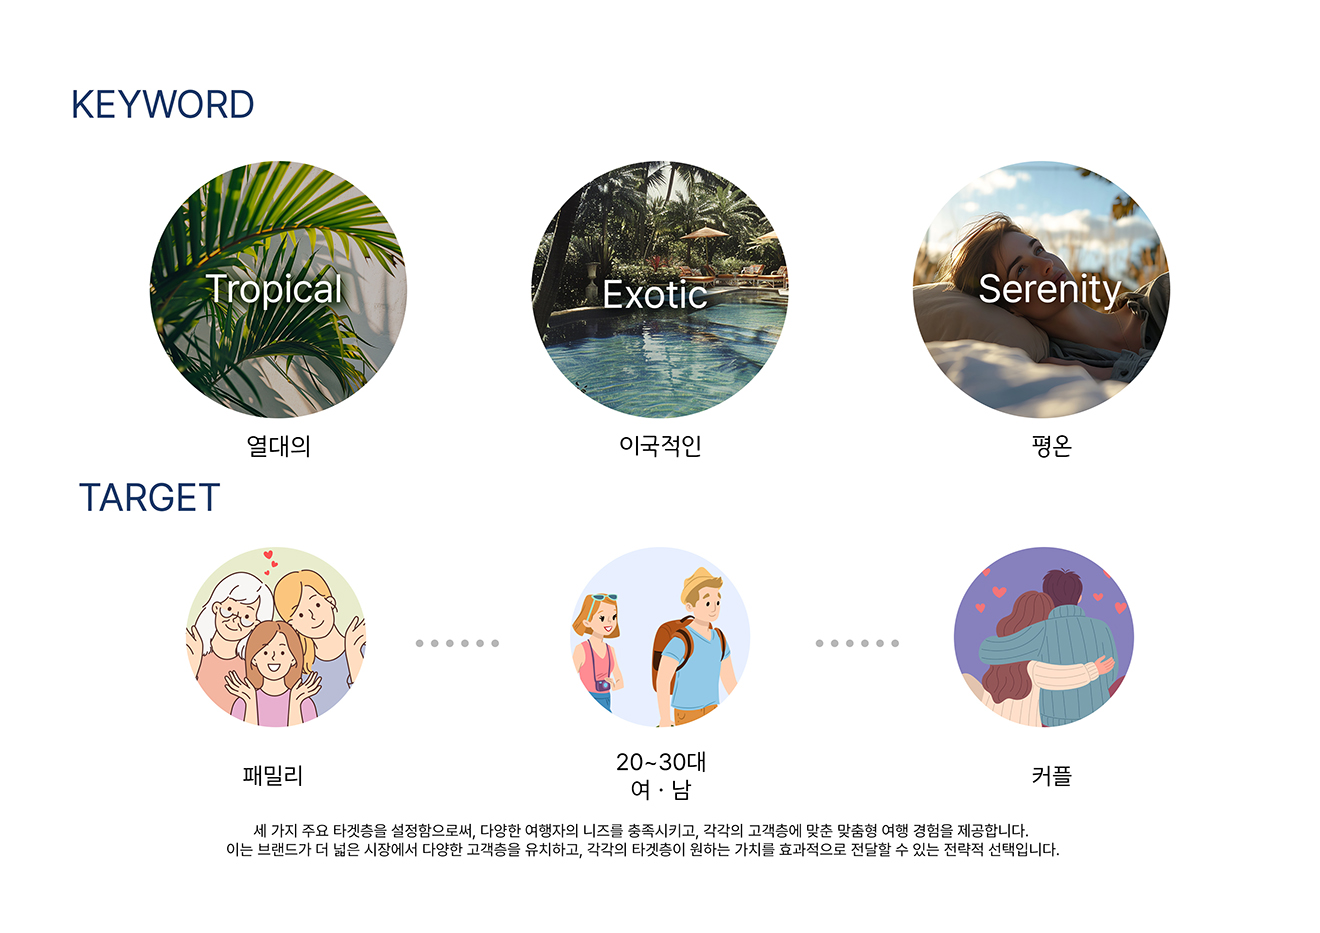 KEYWORD
Tropical
Exotic
Serenity
열대의
이국적인
평온
TARGET
패밀리
20~30대
여 · 남
커플
세 가지 주요 타겟층을 설정함으로써, 다양한 여행자의 니즈를 충족시키고, 각각의 고객층에 맞춘 맞춤형 여행 경험을 제공합니다.
이는 브랜드가 더 넓은 시장에서 다양한 고객층을 유치하고, 각각의 타겟층이 원하는 가치를 효과적으로 전달할 수 있는 전략적 선택입니다.